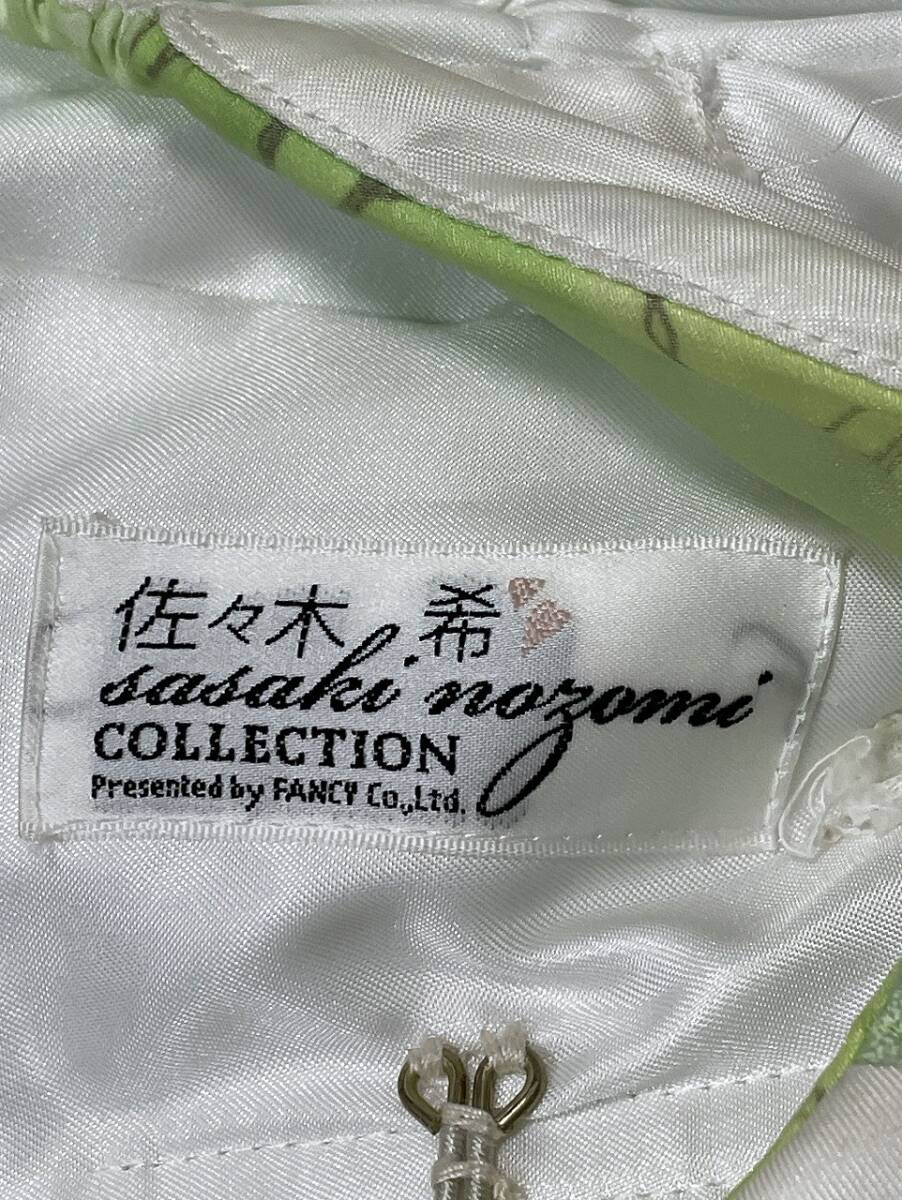 佐々木 希
sasaki nozomi
COLLECTION
Presented by FANCY Co.,Ltd.